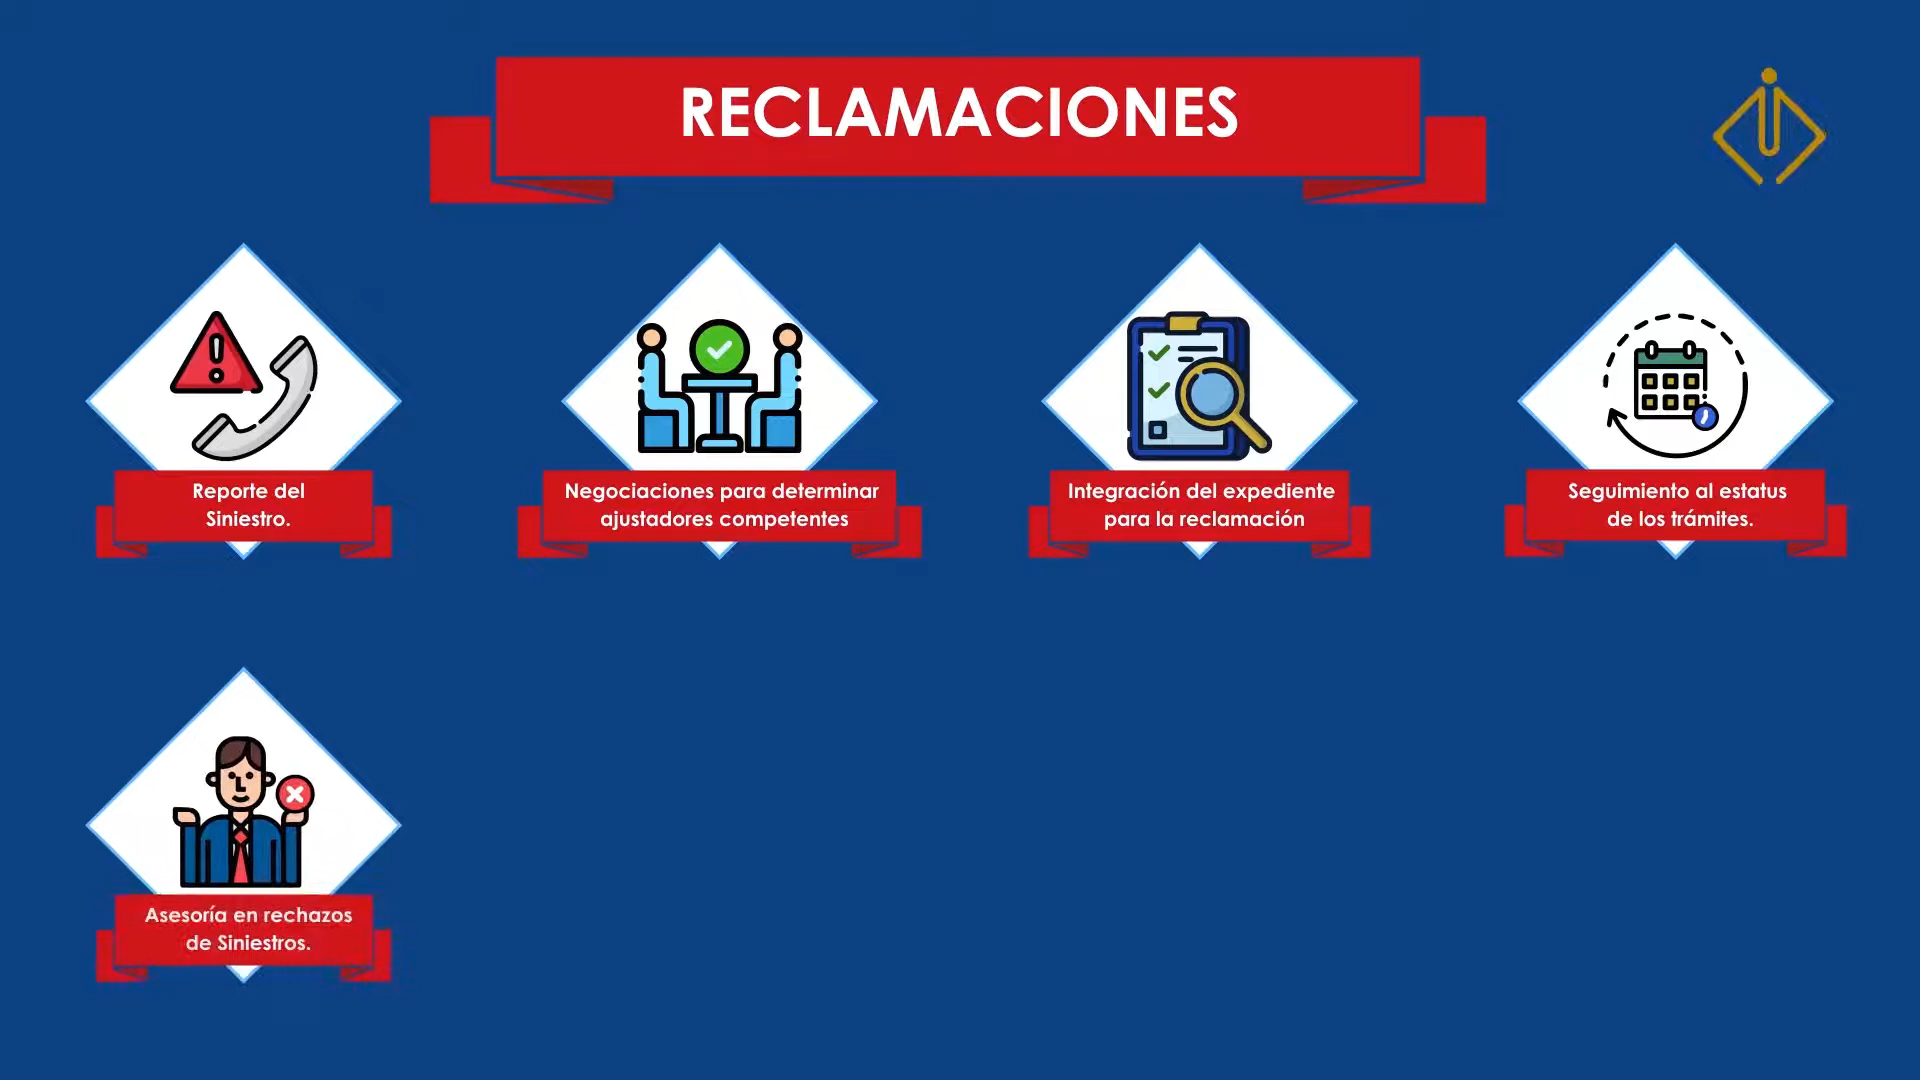 RECLAMACIONES
Reporte del
Siniestro.
Negociaciones para determinar
ajustadores competentes
Integración del expediente
para la reclamación
Seguimiento al estatus
de los trámites.
Asesoría en rechazos
de Siniestros.